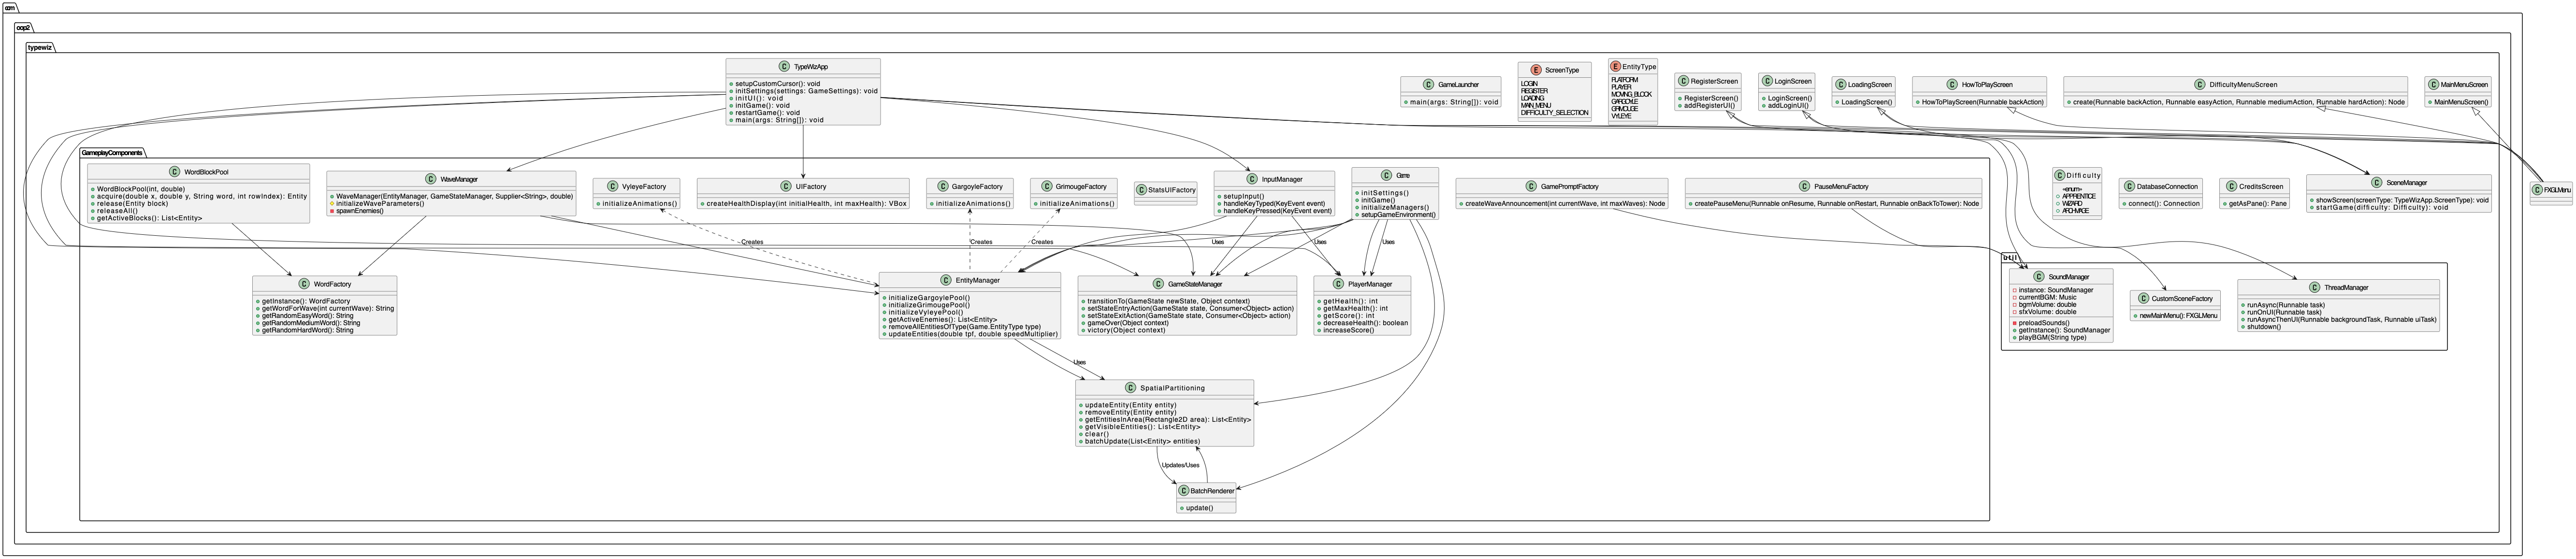 com
oop2
typewiz
C TypeWizApp
setupCustomCursor(): void
initSettings(settings: GameSettings): void
initUI(): void
initGame(): void
restartGame(): void
main(args: String[]): void
C GameLauncher
main(args: String[]): void
E ScreenType
LOGIN
REGISTER
LOADING
MAIN_MENU
DIFFICULTY_SELECTION
E EntityType
PLATFORM
PLAYER
MOVING_BLOCK
GARGOYLE
GRIMOUGE
VYLEYE
C RegisterScreen
RegisterScreen()
addRegisterUI()
C LoginScreen
LoginScreen()
addLoginUI()
C LoadingScreen
LoadingScreen()
C HowToPlayScreen
HowToPlayScreen(Runnable backAction)
C DifficultyMenuScreen
create(Runnable backAction, Runnable easyAction, Runnable mediumAction, Runnable hardAction): Node
C MainMenuScreen
MainMenuScreen()
GameplayComponents
C WordBlockPool
WordBlockPool(int, double)
acquire(double x, double y, String word, int rowIndex): Entity
release(Entity block)
releaseAll()
getActiveBlocks(): List<Entity>
C WaveManager
WaveManager(EntityManager, GameStateManager, Supplier<String>, double)
initializeWaveParameters()
spawnEnemies()
C VyleyeFactory
initializeAnimations()
C UIFactory
createHealthDisplay(int initialHealth, int maxHealth): VBox
C GargoyleFactory
initializeAnimations()
C GrimougeFactory
initializeAnimations()
C StatsUIFactory
C InputManager
setupInput()
handleKeyTyped(KeyEvent event)
handleKeyPressed(KeyEvent event)
C Game
initSettings()
initGame()
initializeManagers()
setupGameEnvironment()
C GamePromptFactory
createWaveAnnouncement(int currentWave, int maxWaves): Node
C PauseMenuFactory
createPauseMenu(Runnable onResume, Runnable onRestart, Runnable onBackToTower): Node
C Difficulty
«enum»
APPRENTICE
WIZARD
ARCHMAGE
C DatabaseConnection
connect(): Connection
C CreditsScreen
getAsPane(): Pane
C SceneManager
showScreen(screenType: TypeWizApp.ScreenType): void
startGame(difficulty: Difficulty): void
C FXGLMenu
Creates
Creates
Creates
Uses
Uses
Uses
C WordFactory
getInstance(): WordFactory
getWordForWave(int currentWave): String
getRandomEasyWord(): String
getRandomMediumWord(): String
getRandomHardWord(): String
C EntityManager
initializeGargoylePool()
initializeGrimougePool()
initializeVyleyePool()
getActiveEnemies(): List<Entity>
removeAllEntitiesOfType(Game.EntityType type)
updateEntities(double tpf, double speedMultiplier)
C GameStateManager
transitionTo(GameState newState, Object context)
setStateEntryAction(GameState state, Consumer<Object> action)
setStateExitAction(GameState state, Consumer<Object> action)
gameOver(Object context)
victory(Object context)
C PlayerManager
getHealth(): int
getMaxHealth(): int
getScore(): int
decreaseHealth(): boolean
increaseScore()
util
C SoundManager
instance: SoundManager
currentBGM: Music
bgmVolume: double
sfxVolume: double
preloadSounds()
getInstance(): SoundManager
playBGM(String type)
C CustomSceneFactory
newMainMenu(): FXGLMenu
C ThreadManager
runAsync(Runnable task)
runOnUI(Runnable task)
runAsyncThenUI(Runnable backgroundTask, Runnable uiTask)
shutdown()
Uses
C SpatialPartitioning
updateEntity(Entity entity)
removeEntity(Entity entity)
getEntitiesInArea(Rectangle2D area): List<Entity>
getVisibleEntities(): List<Entity>
clear()
batchUpdate(List<Entity> entities)
Updates/Uses
C BatchRenderer
update()